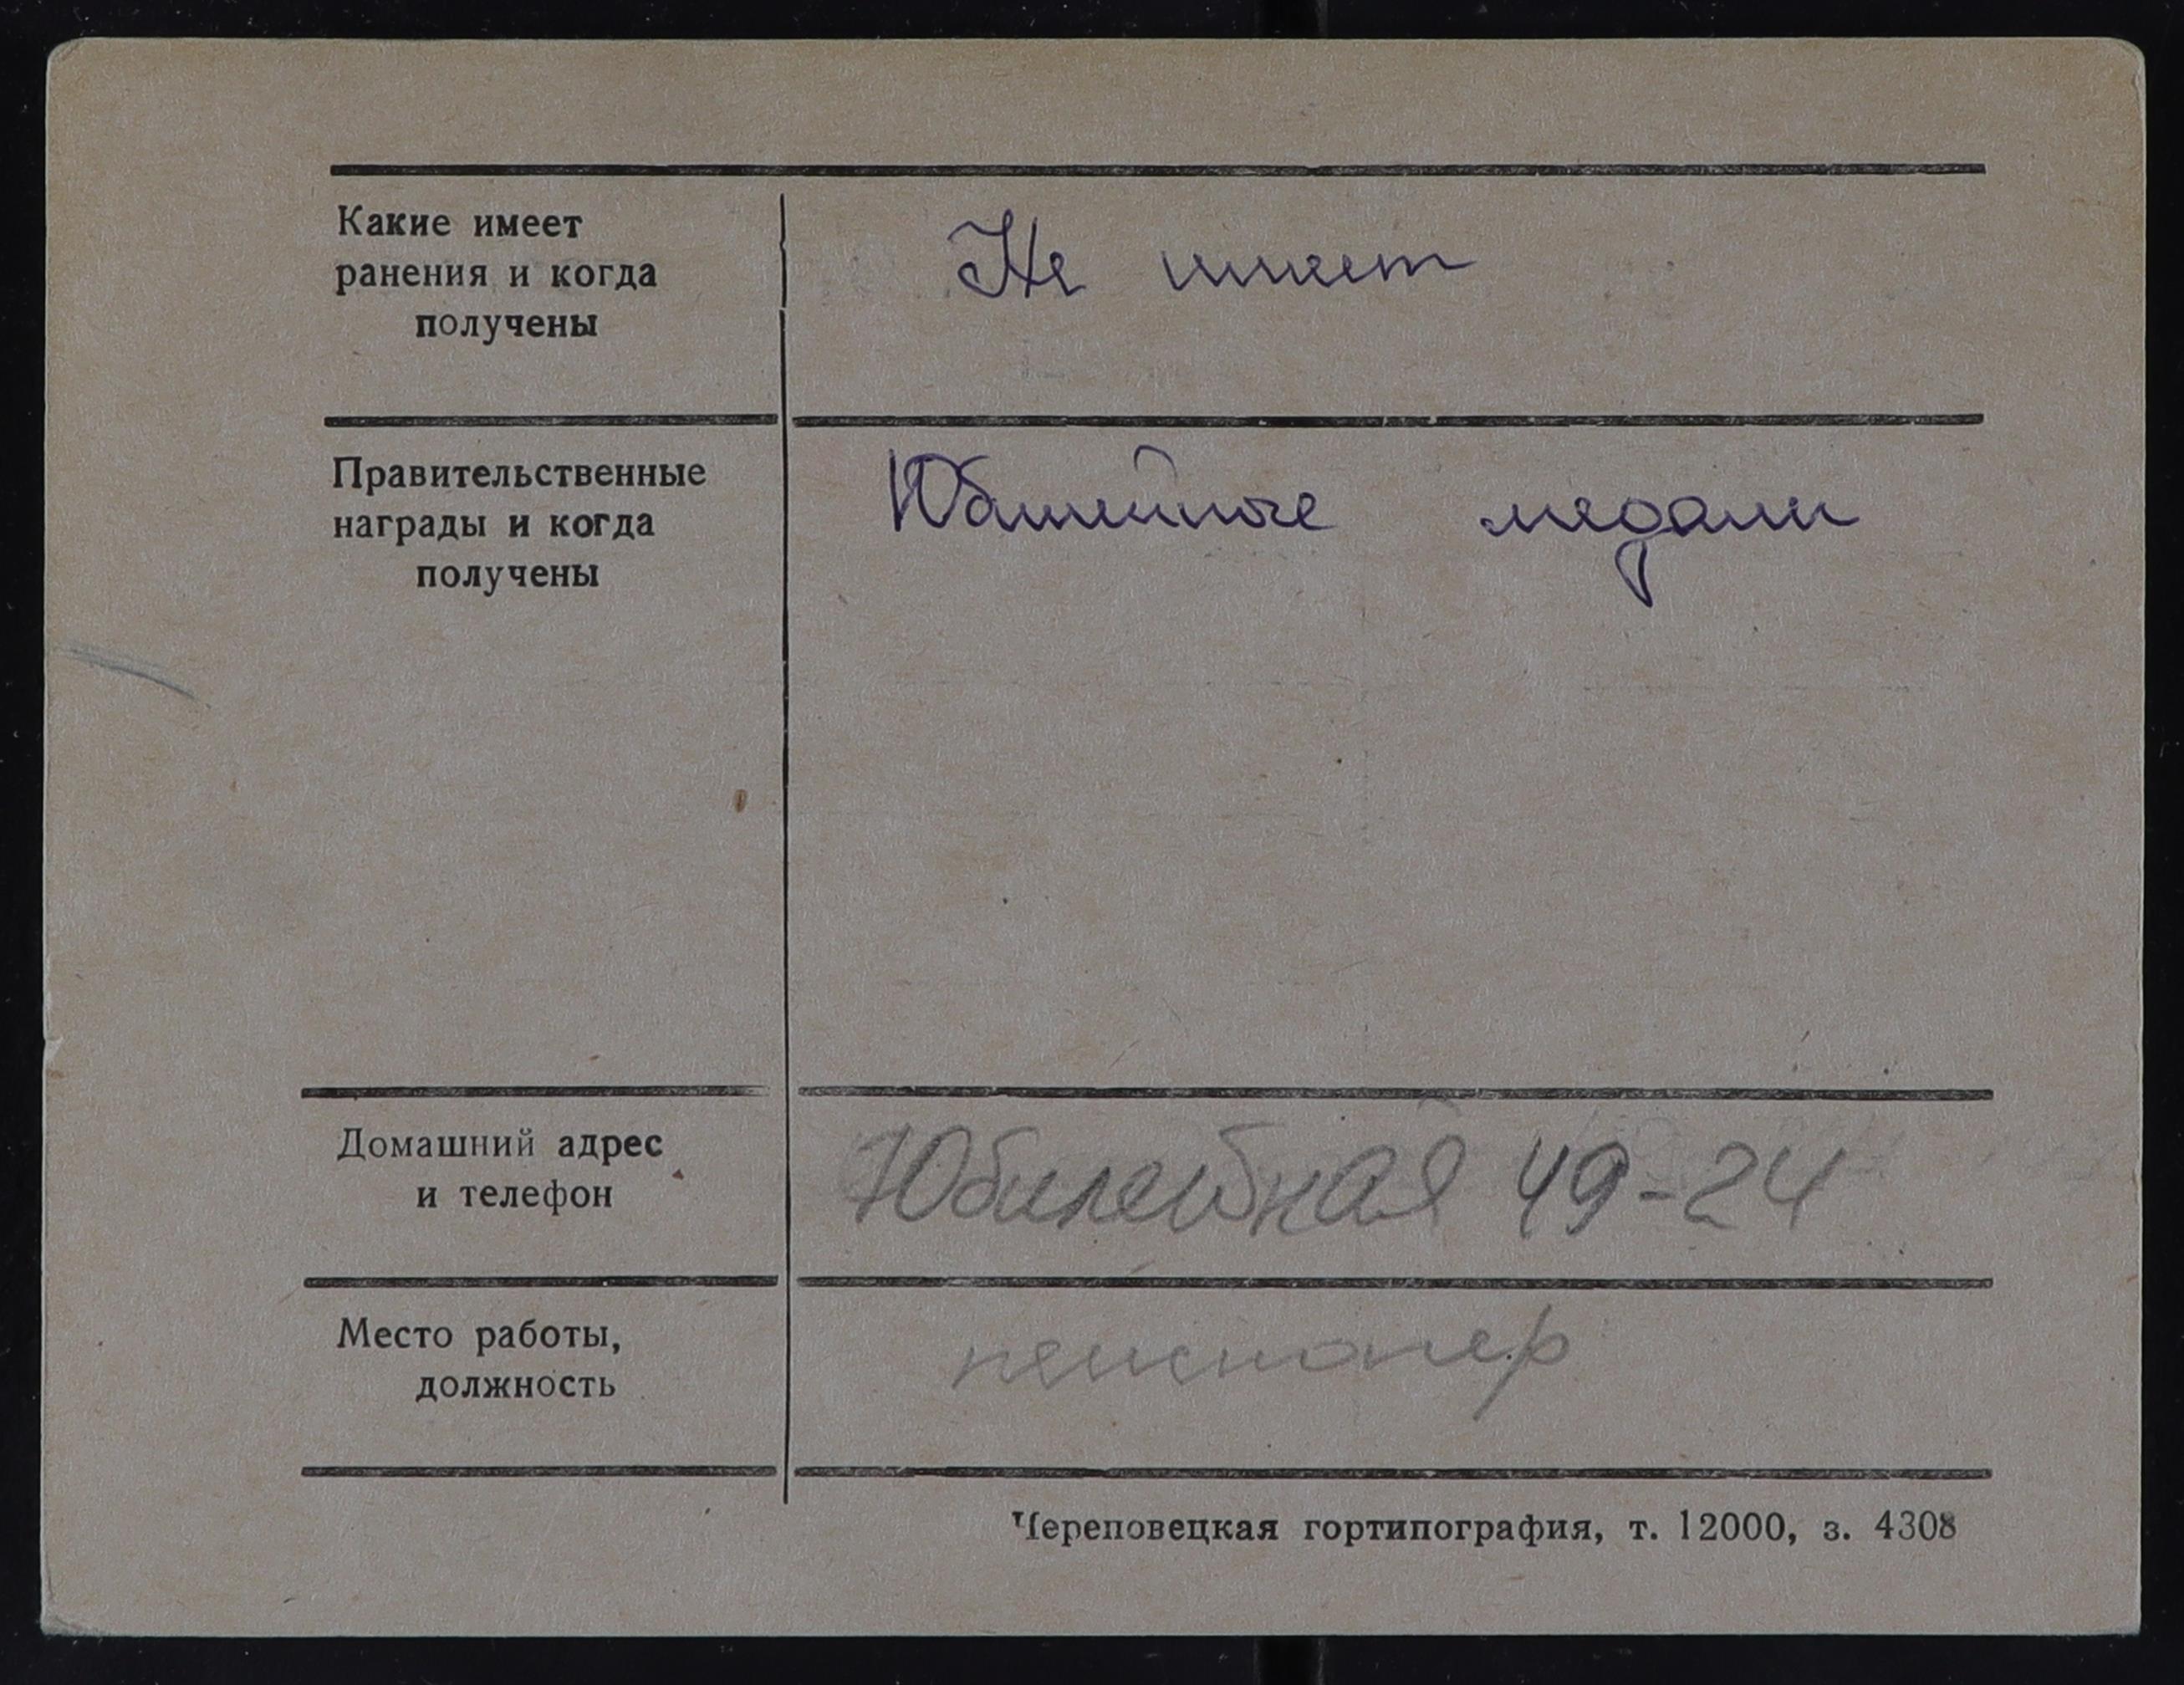 Какие имеет
ранения и когда
получены
Не имеет
Правительственные
награды и когда
получены
Юбилейные медали
Домашний адрес
и телефон
Юбилейная 49-24
Место работы,
должность
пенсионер
Череповецкая гортипография, т. 12000, з. 4308